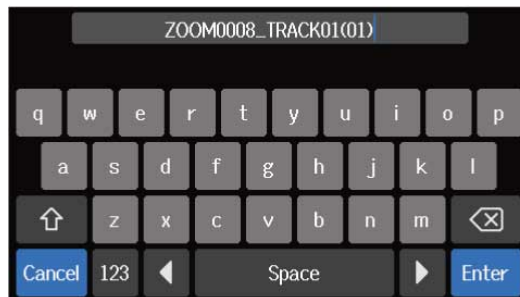 ZOOM0008_TRACK01(01)
q w e r t y u i o p
a s d f g h j k l
z x c v b n m
Cancel 123 Space Enter